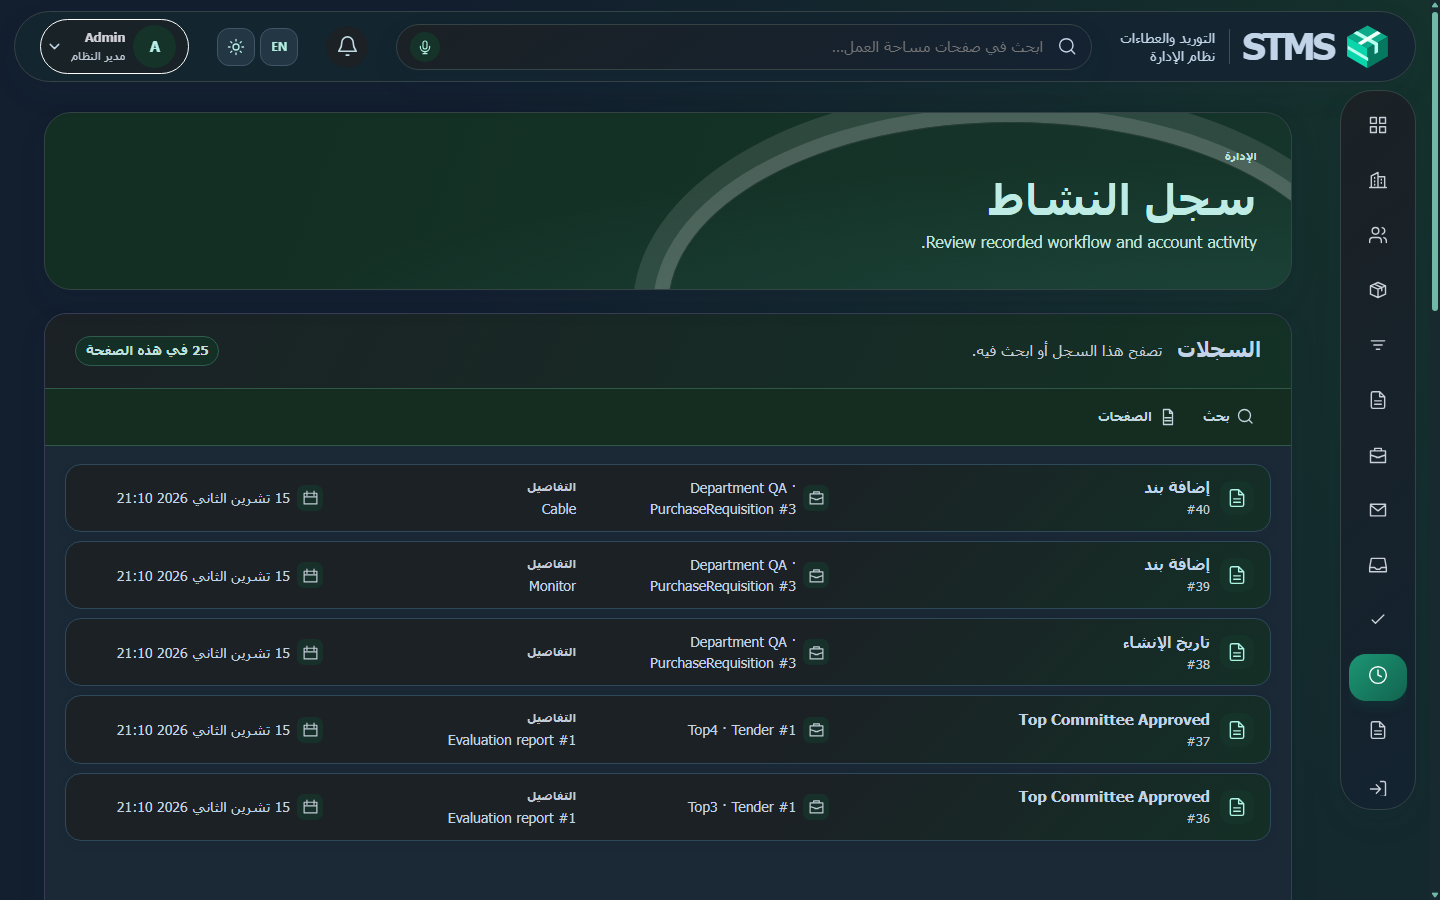 STMS
التوريد والعطاءات
نظام الإدارة
ابحث في صفحات مساحة العمل...
EN
A
Admin
مدير النظام
الإدارة
سجل النشاط
Review recorded workflow and account activity.
السجلات
تصفح هذا السجل أو ابحث فيه.
25 في هذه الصفحة
بحث
الصفحات
إضافة بند
#40
Department QA ·
PurchaseRequisition #3
التفاصيل
Cable
15 تشرين الثاني 2026 21:10
إضافة بند
#39
Department QA ·
PurchaseRequisition #3
التفاصيل
Monitor
15 تشرين الثاني 2026 21:10
تاريخ الإنشاء
#38
Department QA ·
PurchaseRequisition #3
التفاصيل
15 تشرين الثاني 2026 21:10
Top Committee Approved
#37
Top4 · Tender #1
التفاصيل
Evaluation report #1
15 تشرين الثاني 2026 21:10
Top Committee Approved
#36
Top3 · Tender #1
التفاصيل
Evaluation report #1
15 تشرين الثاني 2026 21:10